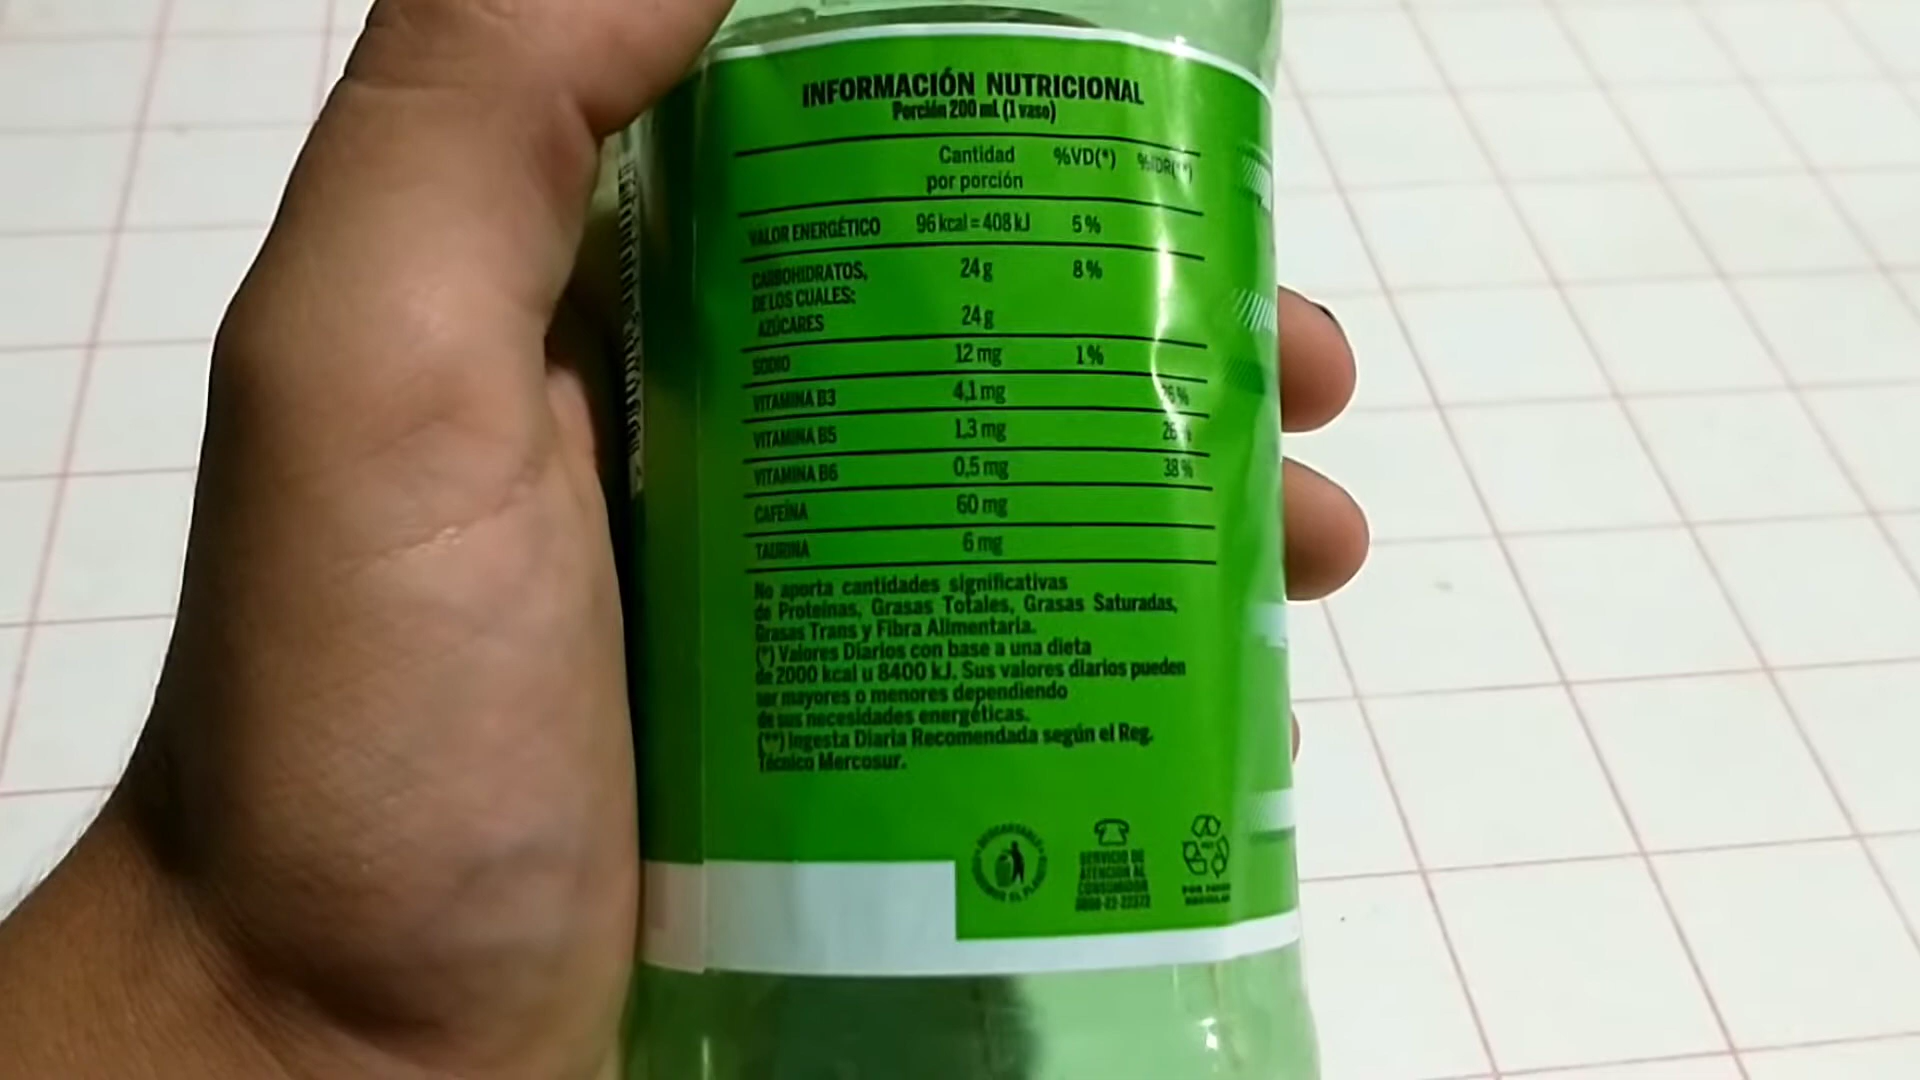 INFORMACIÓN NUTRICIONAL
Porción 200 ml (1 vaso)
Cantidad por porción %VD(*) %IDR(**)
VALOR ENERGÉTICO 96 kcal = 408 kJ 5 %
CARBOHIDRATOS, 24 g 8 %
DE LOS CUALES:
AZÚCARES 24 g
SODIO 12 mg 1 %
VITAMINA B3 4,1 mg
VITAMINA B5 1,3 mg 26 %
VITAMINA B6 0,5 mg 38 %
CAFEÍNA 60 mg
TAURINA 6 mg
No aporta cantidades significativas
de Proteínas, Grasas Totales, Grasas Saturadas,
Grasas Trans y Fibra Alimentaria.
(*) Valores Diarios con base a una dieta
de 2000 kcal u 8400 kJ. Sus valores diarios pueden
ser mayores o menores dependiendo
de sus necesidades energéticas.
(**) Ingesta Diaria Recomendada según el Reg.
Técnico Mercosur.
SERVICIO DE
ATENCION AL
CONSUMIDOR
POR FAVOR